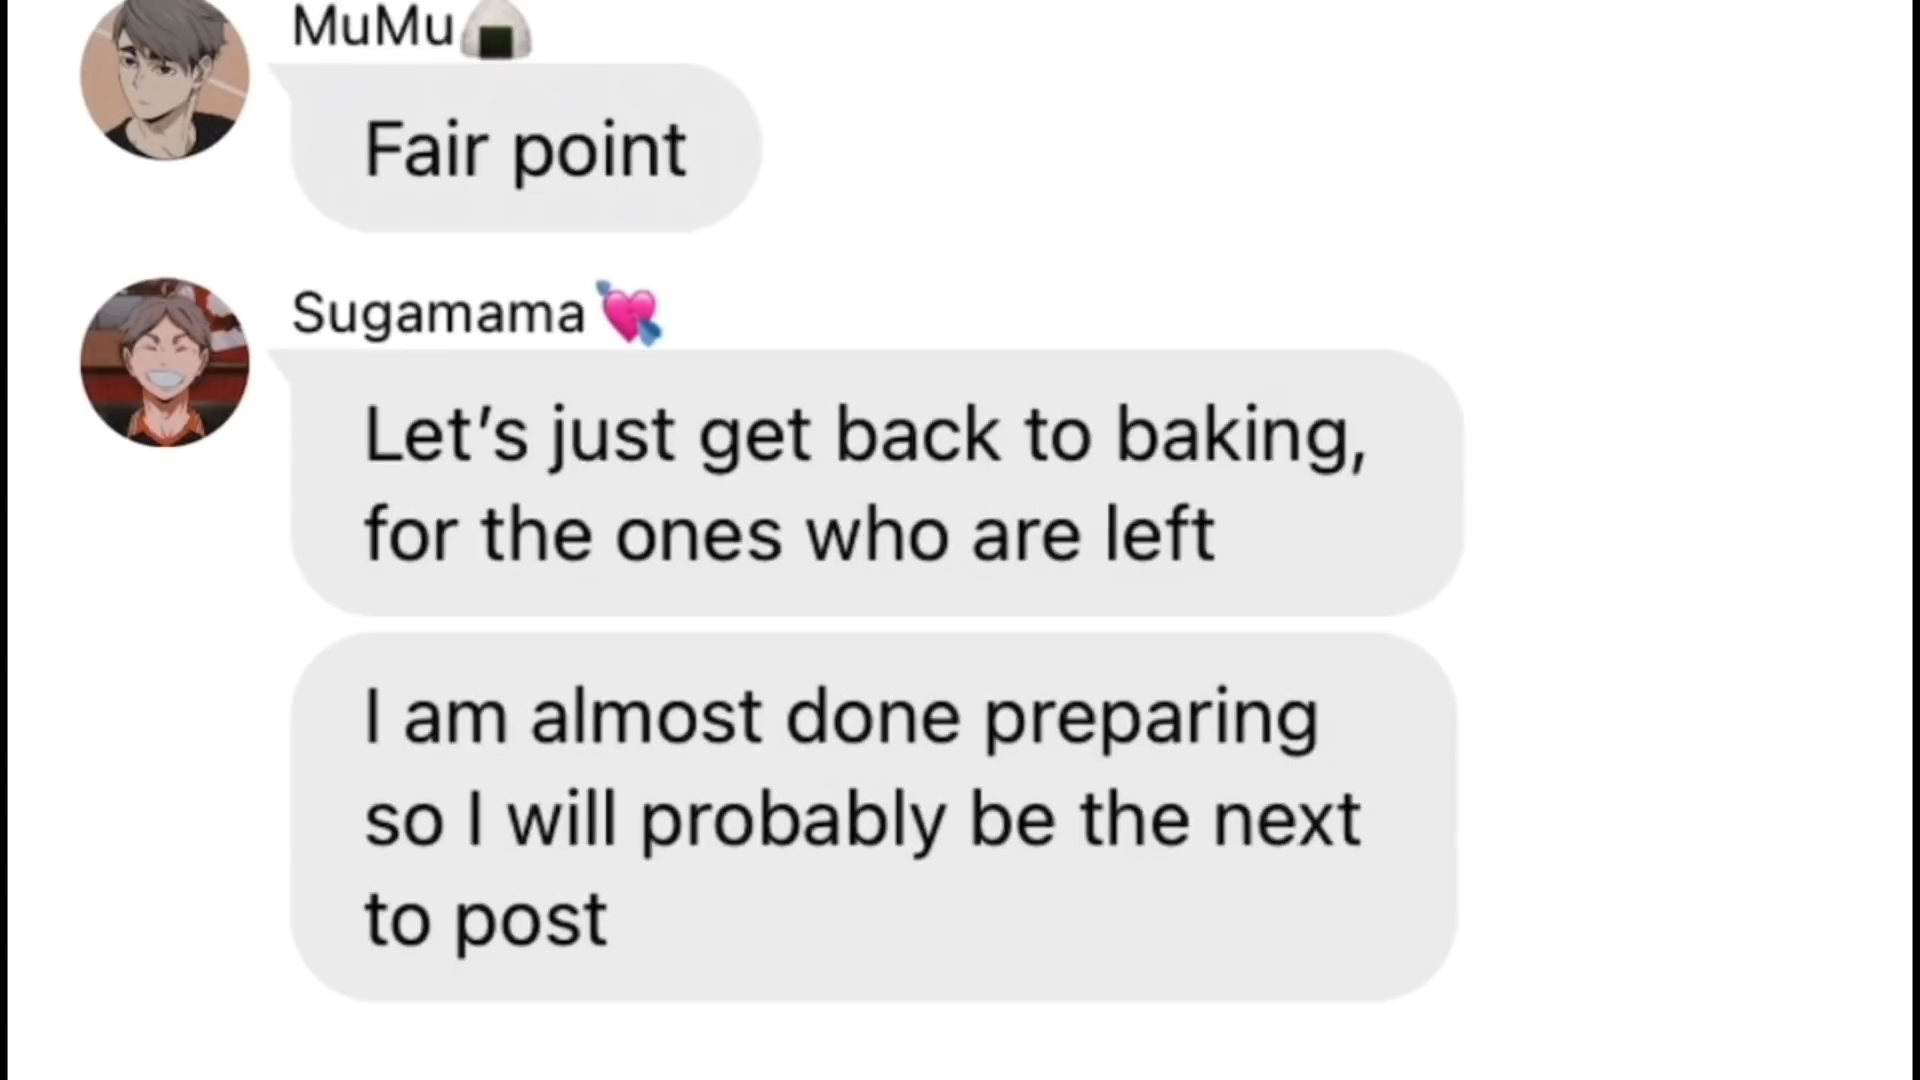 MuMu🍙
Fair point
Sugamama💘
Let’s just get back to baking,
for the ones who are left
I am almost done preparing
so I will probably be the next
to post